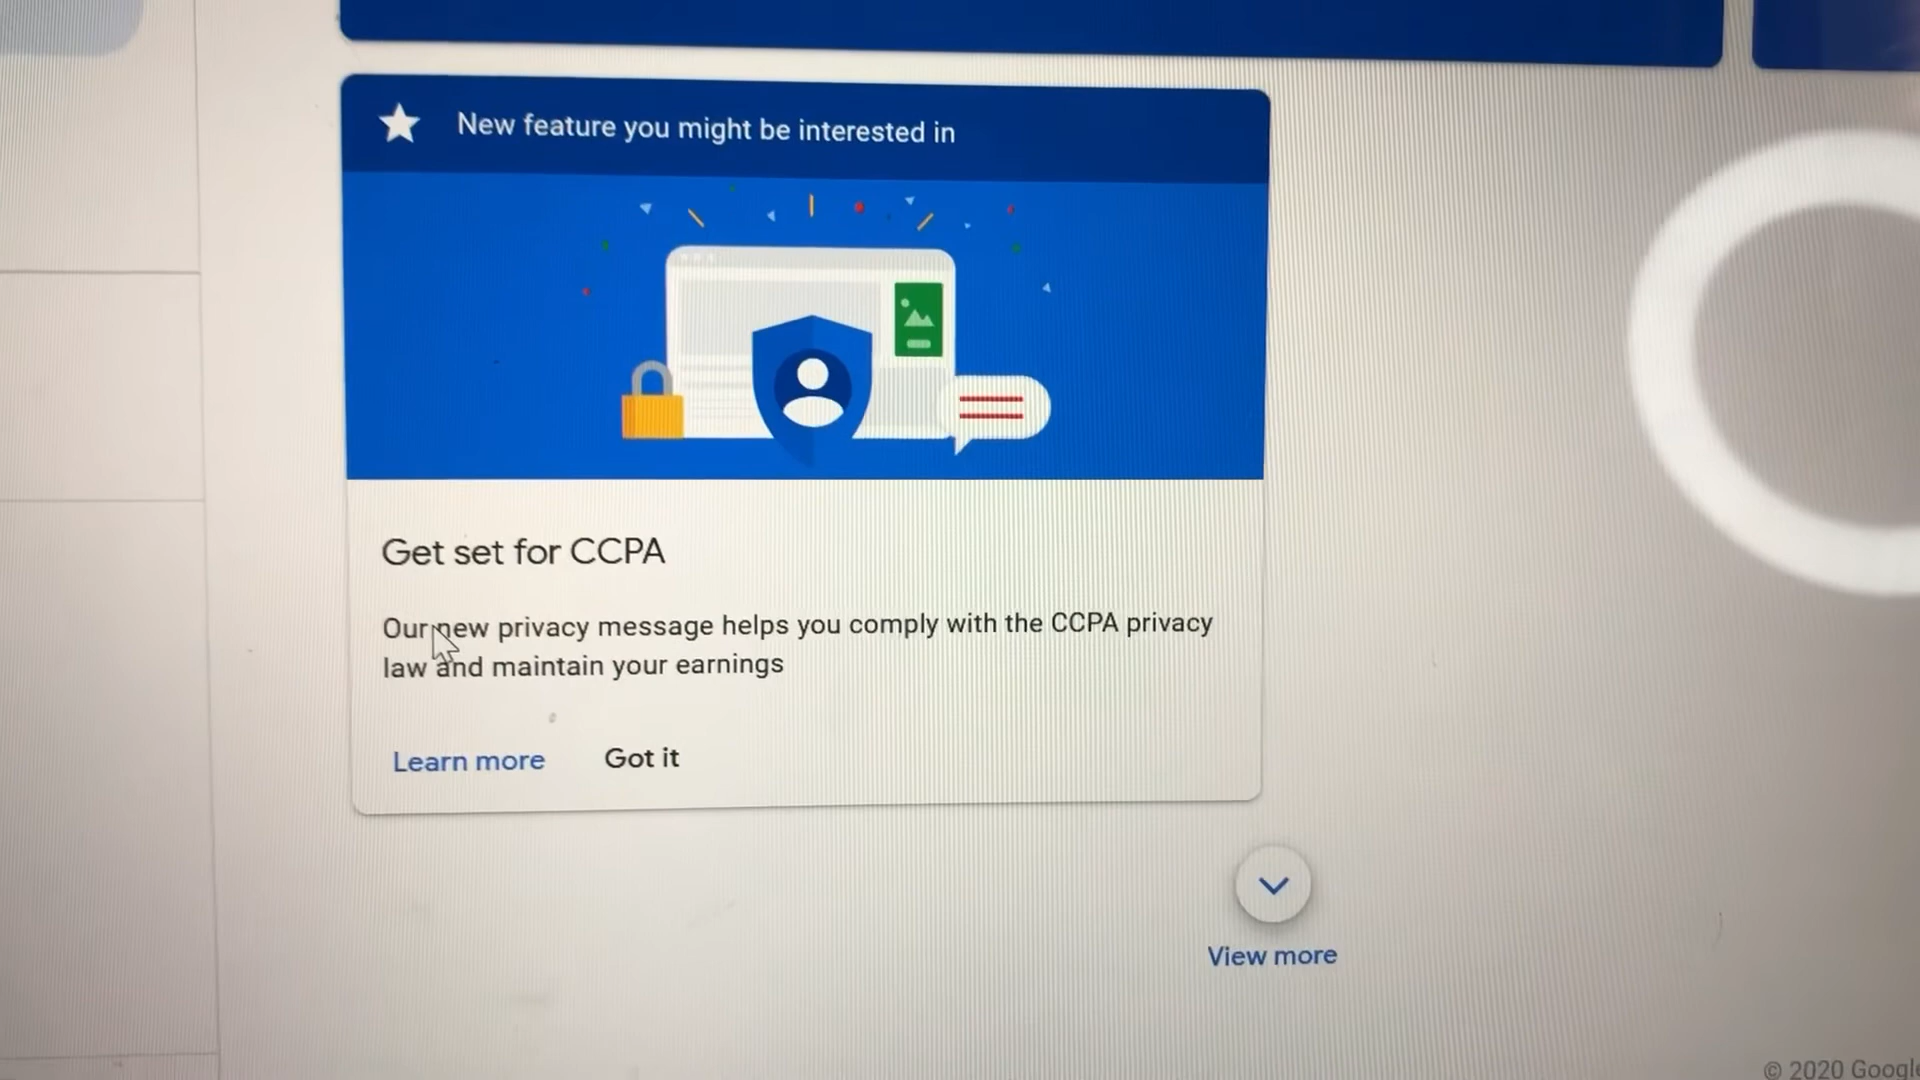 New feature you might be interested in
Get set for CCPA
Our new privacy message helps you comply with the CCPA privacy
law and maintain your earnings
Learn more
Got it
View more
© 2020 Google